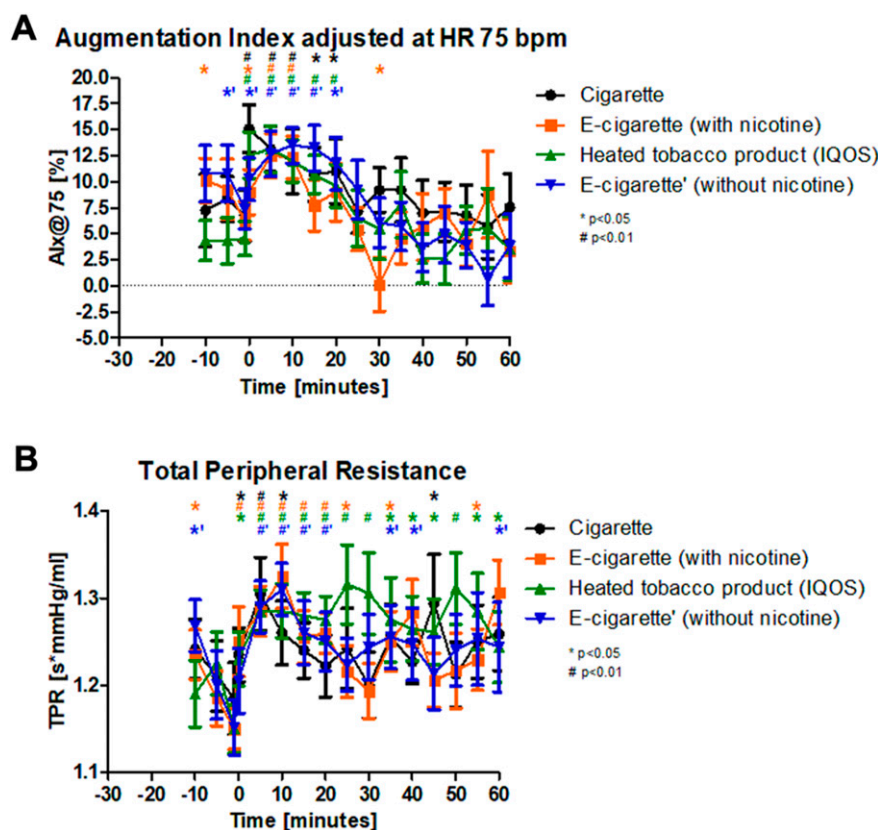 A
Augmentation Index adjusted at HR 75 bpm
# # # * *
* * # # *
# # # # #
*' *' #' #' #' *'
20.0
17.5
15.0
12.5
10.0
7.5
5.0
2.5
0.0
-2.5
-5.0
AIx@75 [%]
-30 -20 -10 0 10 20 30 40 50 60
Time [minutes]
Cigarette
E-cigarette (with nicotine)
Heated tobacco product (IQOS)
E-cigarette' (without nicotine)
* p<0.05
# p<0.01
B
Total Peripheral Resistance
* # * *
* # # # # # * * *
* # # # # # # * * * # * *
*' #' #' #' #' *' *' *'
1.4
1.3
1.2
1.1
TPR [s*mmHg/ml]
-30 -20 -10 0 10 20 30 40 50 60
Time [minutes]
Cigarette
E-cigarette (with nicotine)
Heated tobacco product (IQOS)
E-cigarette' (without nicotine)
* p<0.05
# p<0.01